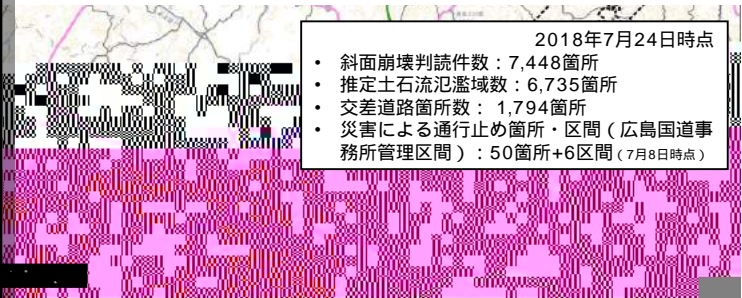 2018年7月24日時点
• 斜面崩壊判読件数：7,448箇所
• 推定土石流氾濫域数：6,735箇所
• 交差道路箇所数： 1,794箇所
• 災害による通行止め箇所・区間（広島国道事
務所管理区間）：50箇所+6区間（7月8日時点）